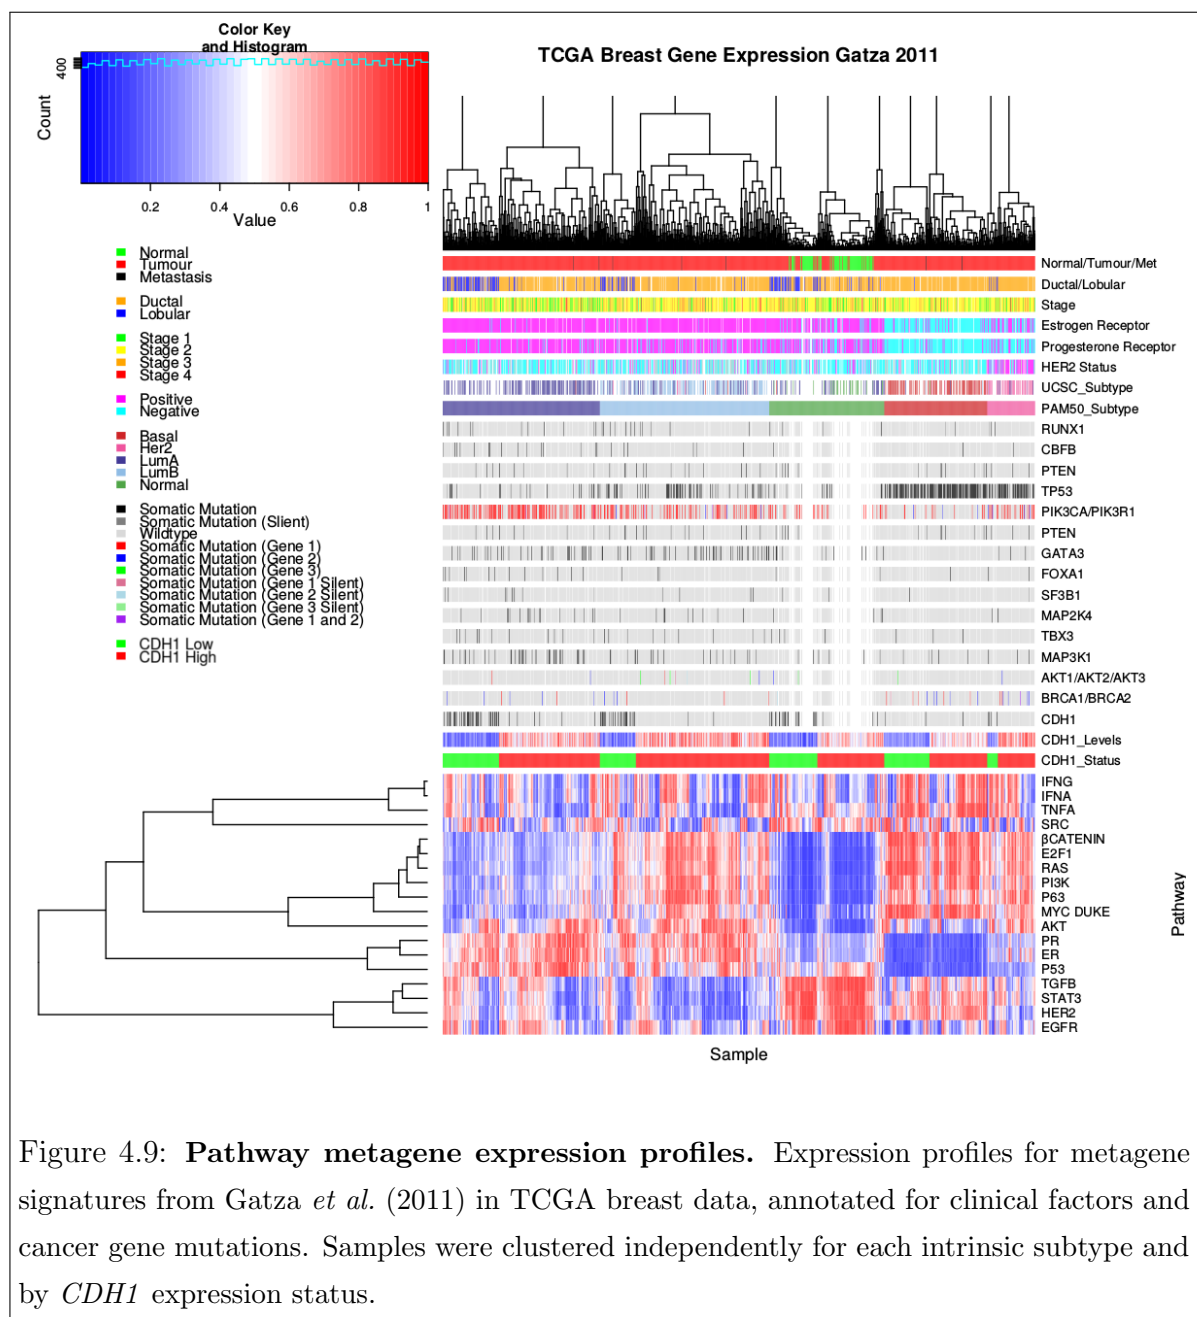 Color Key
and Histogram
400
Count
0.2 0.4 0.6 0.8 1
Value
TCGA Breast Gene Expression Gatza 2011
Normal
Tumour
Metastasis
Ductal
Lobular
Stage 1
Stage 2
Stage 3
Stage 4
Positive
Negative
Basal
Her2
LumA
LumB
Normal
Somatic Mutation
Somatic Mutation (Slient)
Wildtype
Somatic Mutation (Gene 1)
Somatic Mutation (Gene 2)
Somatic Mutation (Gene 3)
Somatic Mutation (Gene 1 Silent)
Somatic Mutation (Gene 2 Silent)
Somatic Mutation (Gene 3 Silent)
Somatic Mutation (Gene 1 and 2)
CDH1 Low
CDH1 High
Normal/Tumour/Met
Ductal/Lobular
Stage
Estrogen Receptor
Progesterone Receptor
HER2 Status
UCSC_Subtype
PAM50_Subtype
RUNX1
CBFB
PTEN
TP53
PIK3CA/PIK3R1
PTEN
GATA3
FOXA1
SF3B1
MAP2K4
TBX3
MAP3K1
AKT1/AKT2/AKT3
BRCA1/BRCA2
CDH1
CDH1_Levels
CDH1_Status
IFNG
IFNA
TNFA
SRC
βCATENIN
E2F1
RAS
PI3K
P63
MYC DUKE
AKT
PR
ER
P53
TGFB
STAT3
HER2
EGFR
Pathway
Sample
Figure 4.9: Pathway metagene expression profiles. Expression profiles for metagene
signatures from Gatza et al. (2011) in TCGA breast data, annotated for clinical factors and
cancer gene mutations. Samples were clustered independently for each intrinsic subtype and
by CDH1 expression status.